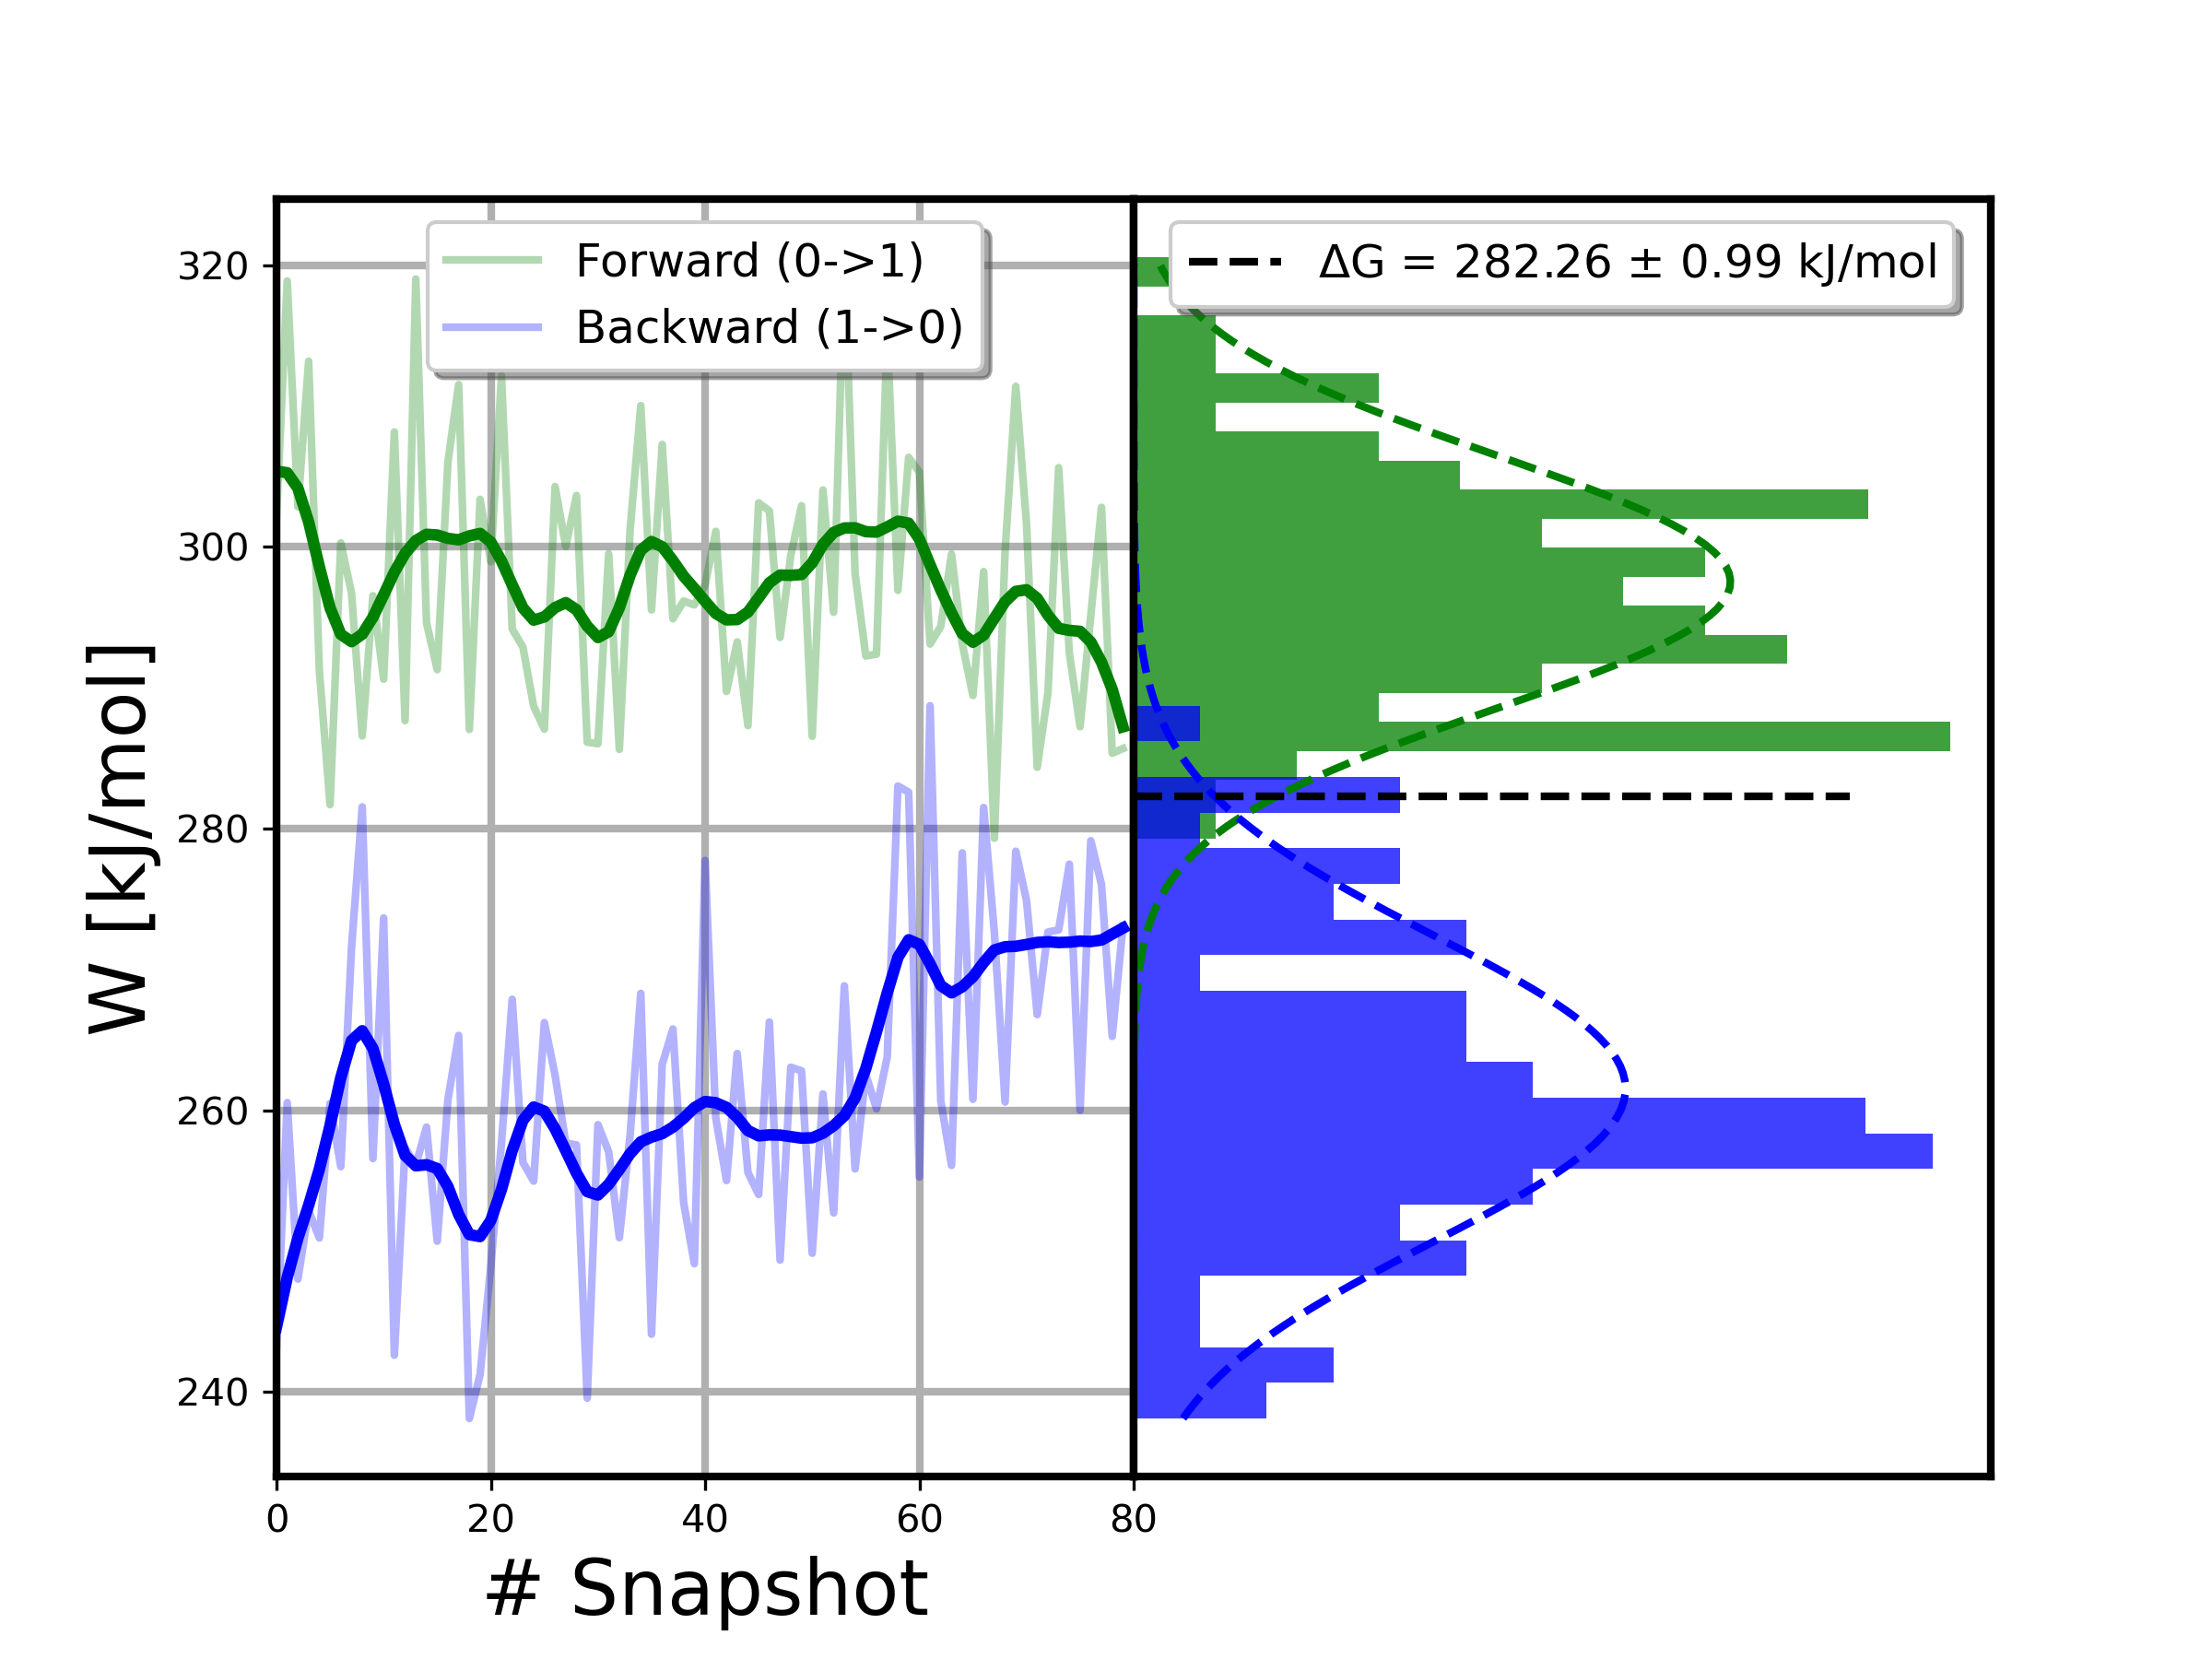 Forward (0->1)
Backward (1->0)
ΔG = 282.26 ± 0.99 kJ/mol
320
300
280
260
240
W [kJ/mol]
0 20 40 60 80
# Snapshot